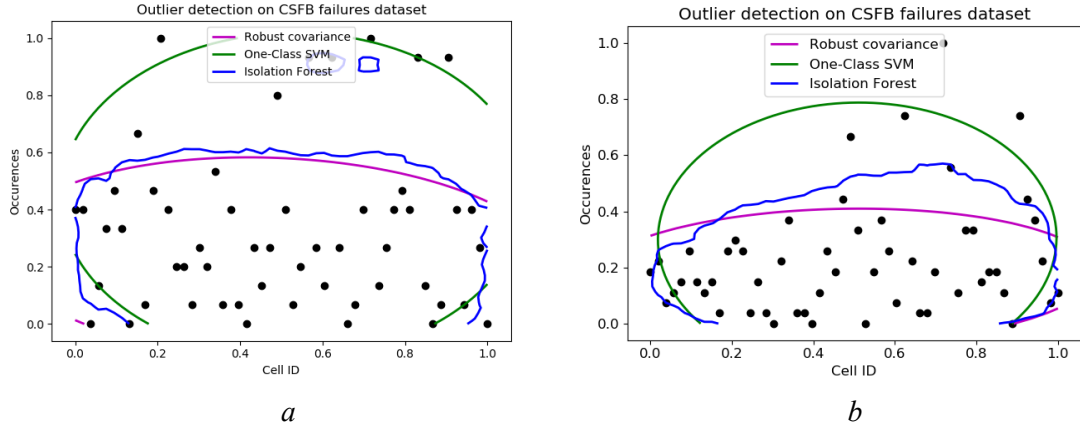 Outlier detection on CSFB failures dataset
Robust covariance
One-Class SVM
Isolation Forest
Occurences
1.0
0.8
0.6
0.4
0.2
0.0
0.0
0.2
0.4
0.6
0.8
1.0
Cell ID
a
Outlier detection on CSFB failures dataset
Robust covariance
One-Class SVM
Isolation Forest
Occurrences
1.0
0.8
0.6
0.4
0.2
0.0
0.0
0.2
0.4
0.6
0.8
1.0
Cell ID
b